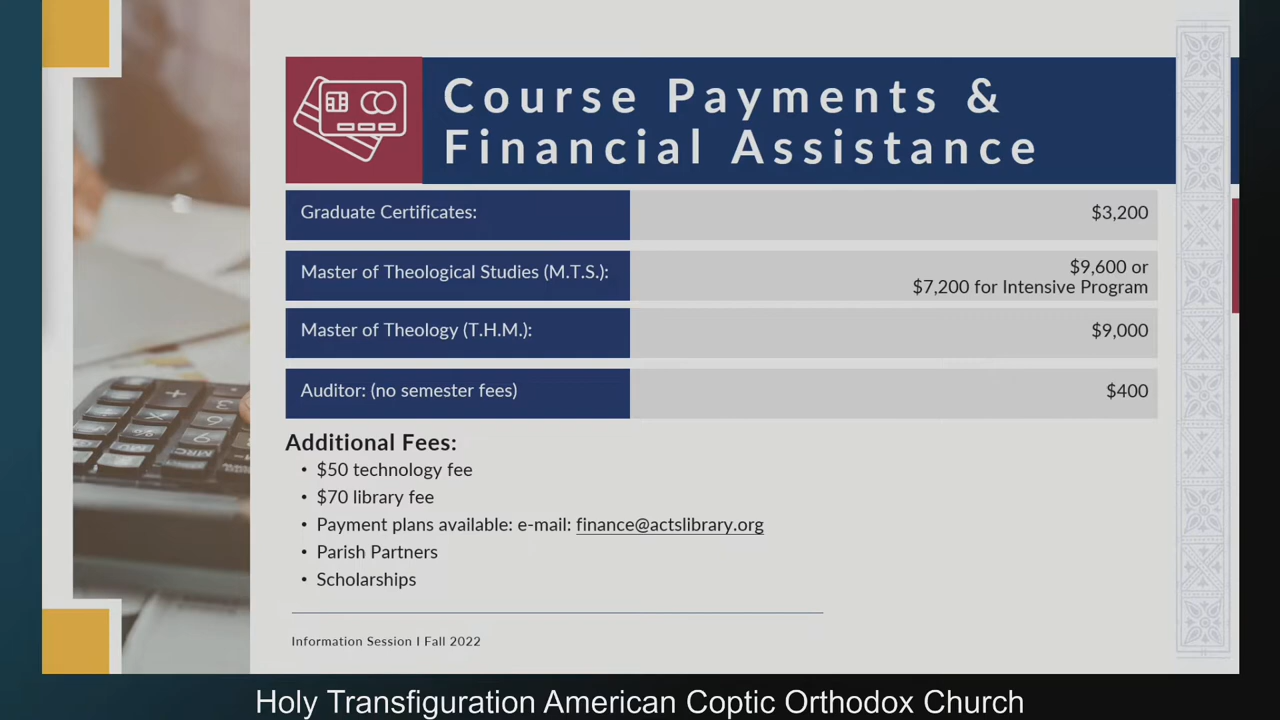 Course Payments &
Financial Assistance
Graduate Certificates:
$3,200
Master of Theological Studies (M.T.S.):
$9,600 or
$7,200 for Intensive Program
Master of Theology (T.H.M.):
$9,000
Auditor: (no semester fees)
$400
Additional Fees:
• $50 technology fee
• $70 library fee
• Payment plans available: e-mail: finance@actslibrary.org
• Parish Partners
• Scholarships
Information Session I Fall 2022
Holy Transfiguration American Coptic Orthodox Church